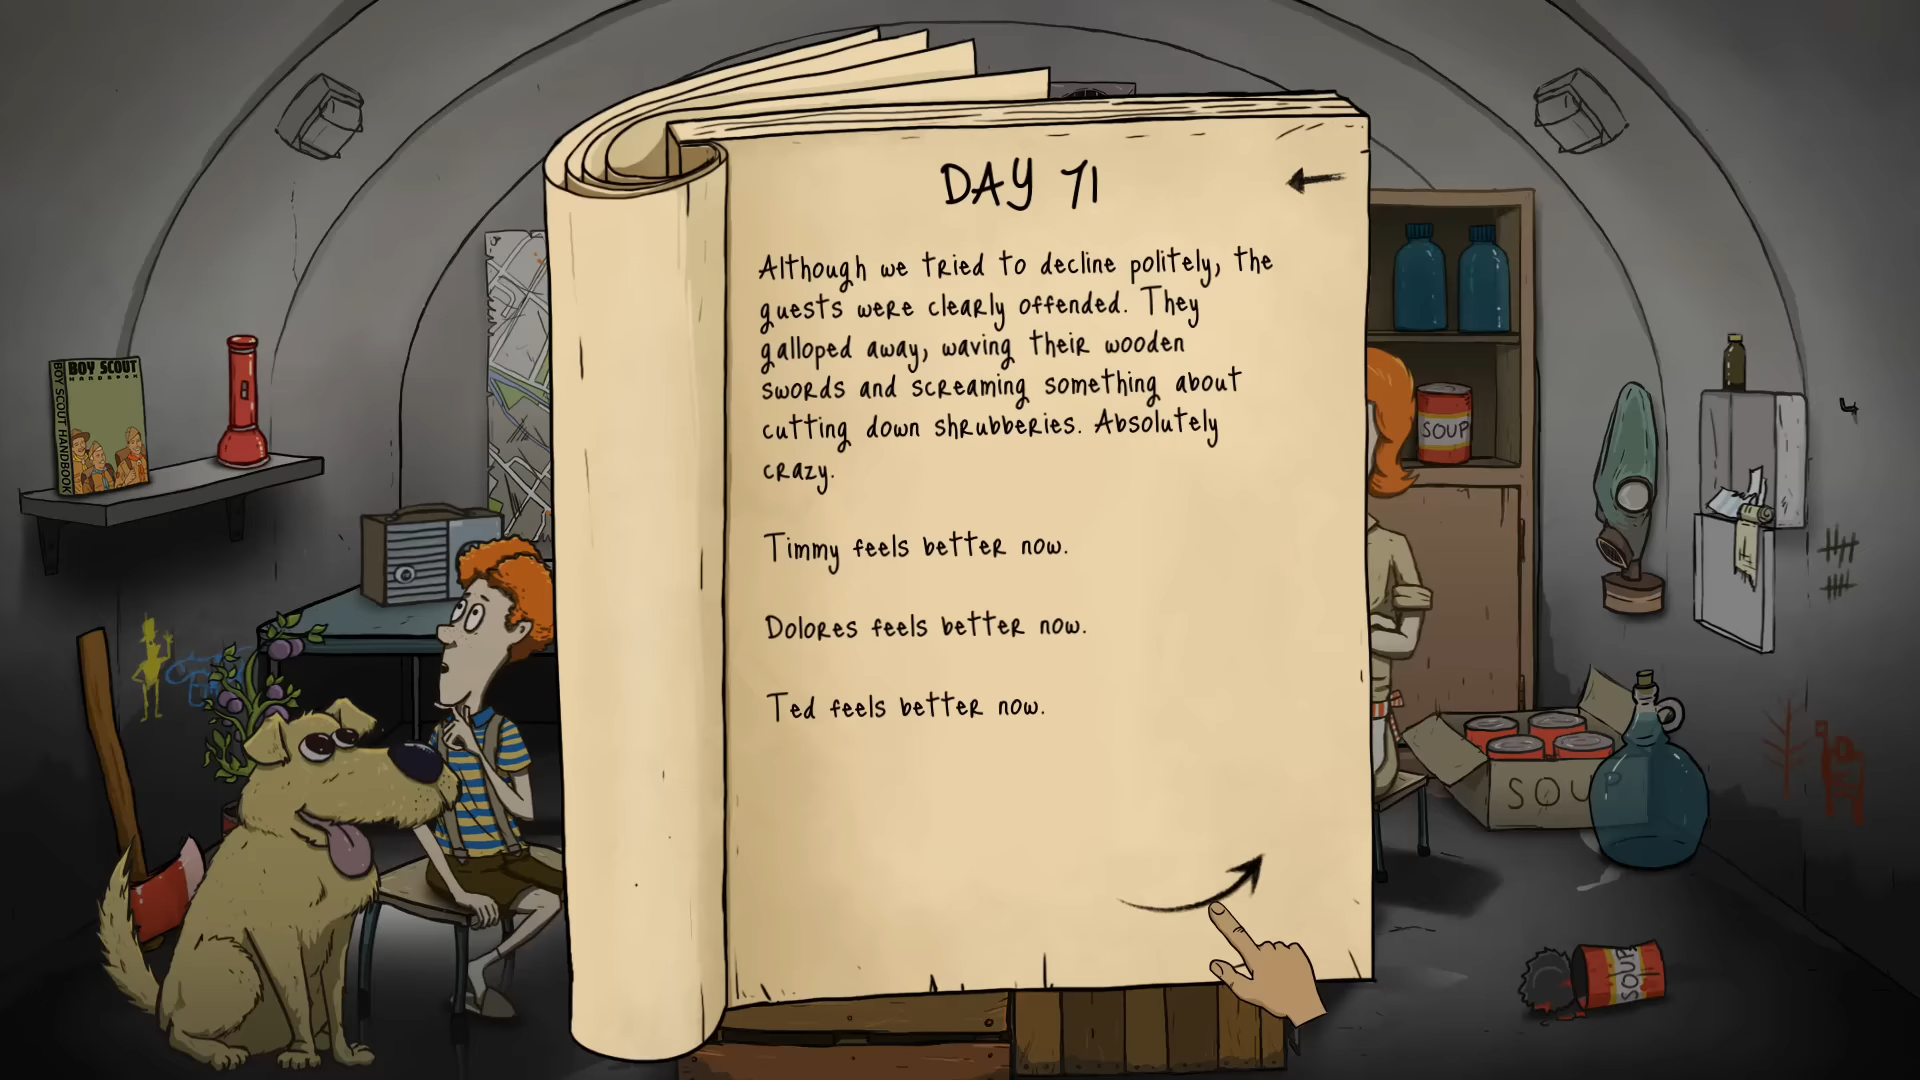 DAY 71
Although we tried to decline politely, the
guests were clearly offended. They
galloped away, waving their wooden
swords and screaming something about
cutting down shrubberies. Absolutely
crazy.
Timmy feels better now.
Dolores feels better now.
Ted feels better now.
BOY SCOUT
HANDBOOK
BOY SCOUT HANDBOOK
SOUP
SOU
SOUP